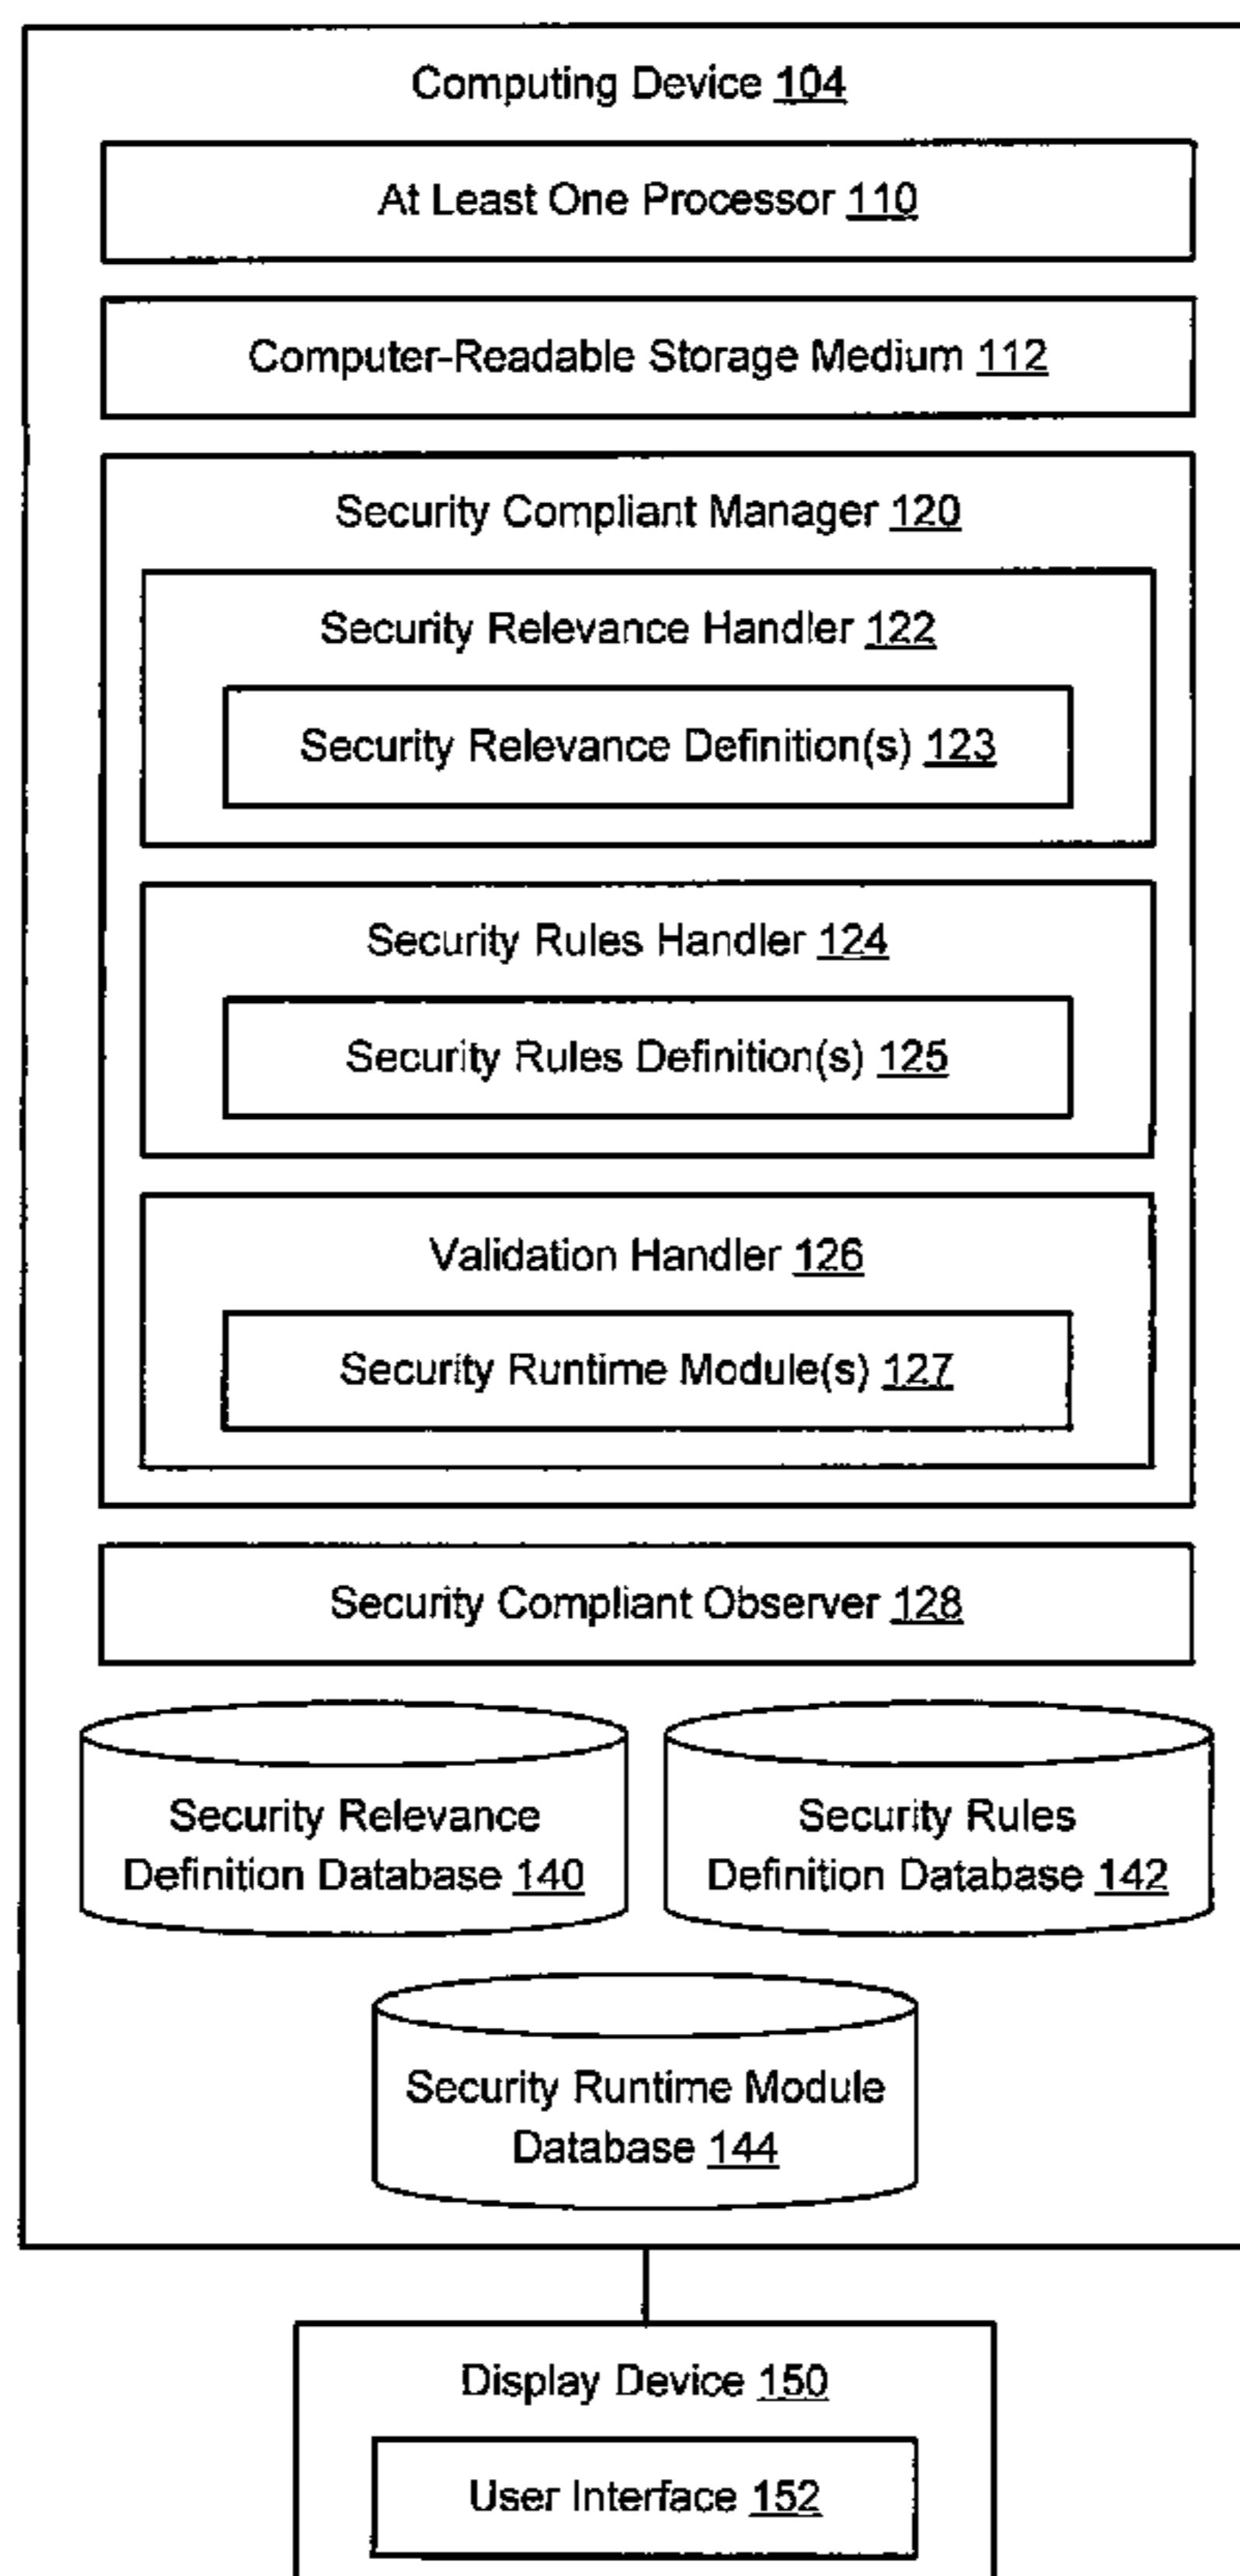 Computing Device 104
At Least One Processor 110
Computer-Readable Storage Medium 112
Security Compliant Manager 120
Security Relevance Handler 122
Security Relevance Definition(s) 123
Security Rules Handler 124
Security Rules Definition(s) 125
Validation Handler 126
Security Runtime Module(s) 127
Security Compliant Observer 128
Security Relevance
Definition Database 140
Security Rules
Definition Database 142
Security Runtime Module
Database 144
Display Device 150
User Interface 152